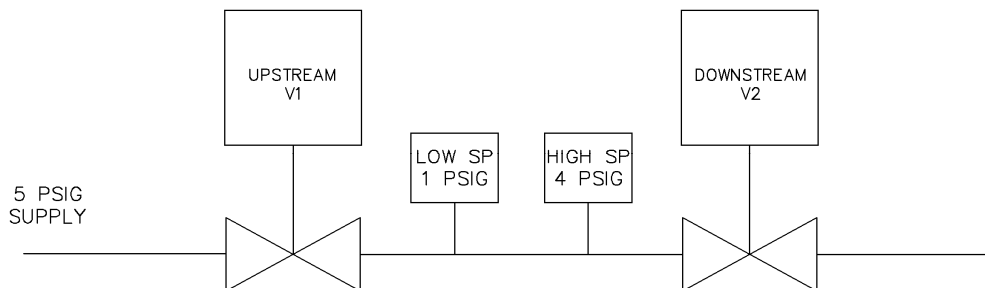 UPSTREAM
V1
DOWNSTREAM
V2
LOW SP
1 PSIG
HIGH SP
4 PSIG
5 PSIG
SUPPLY